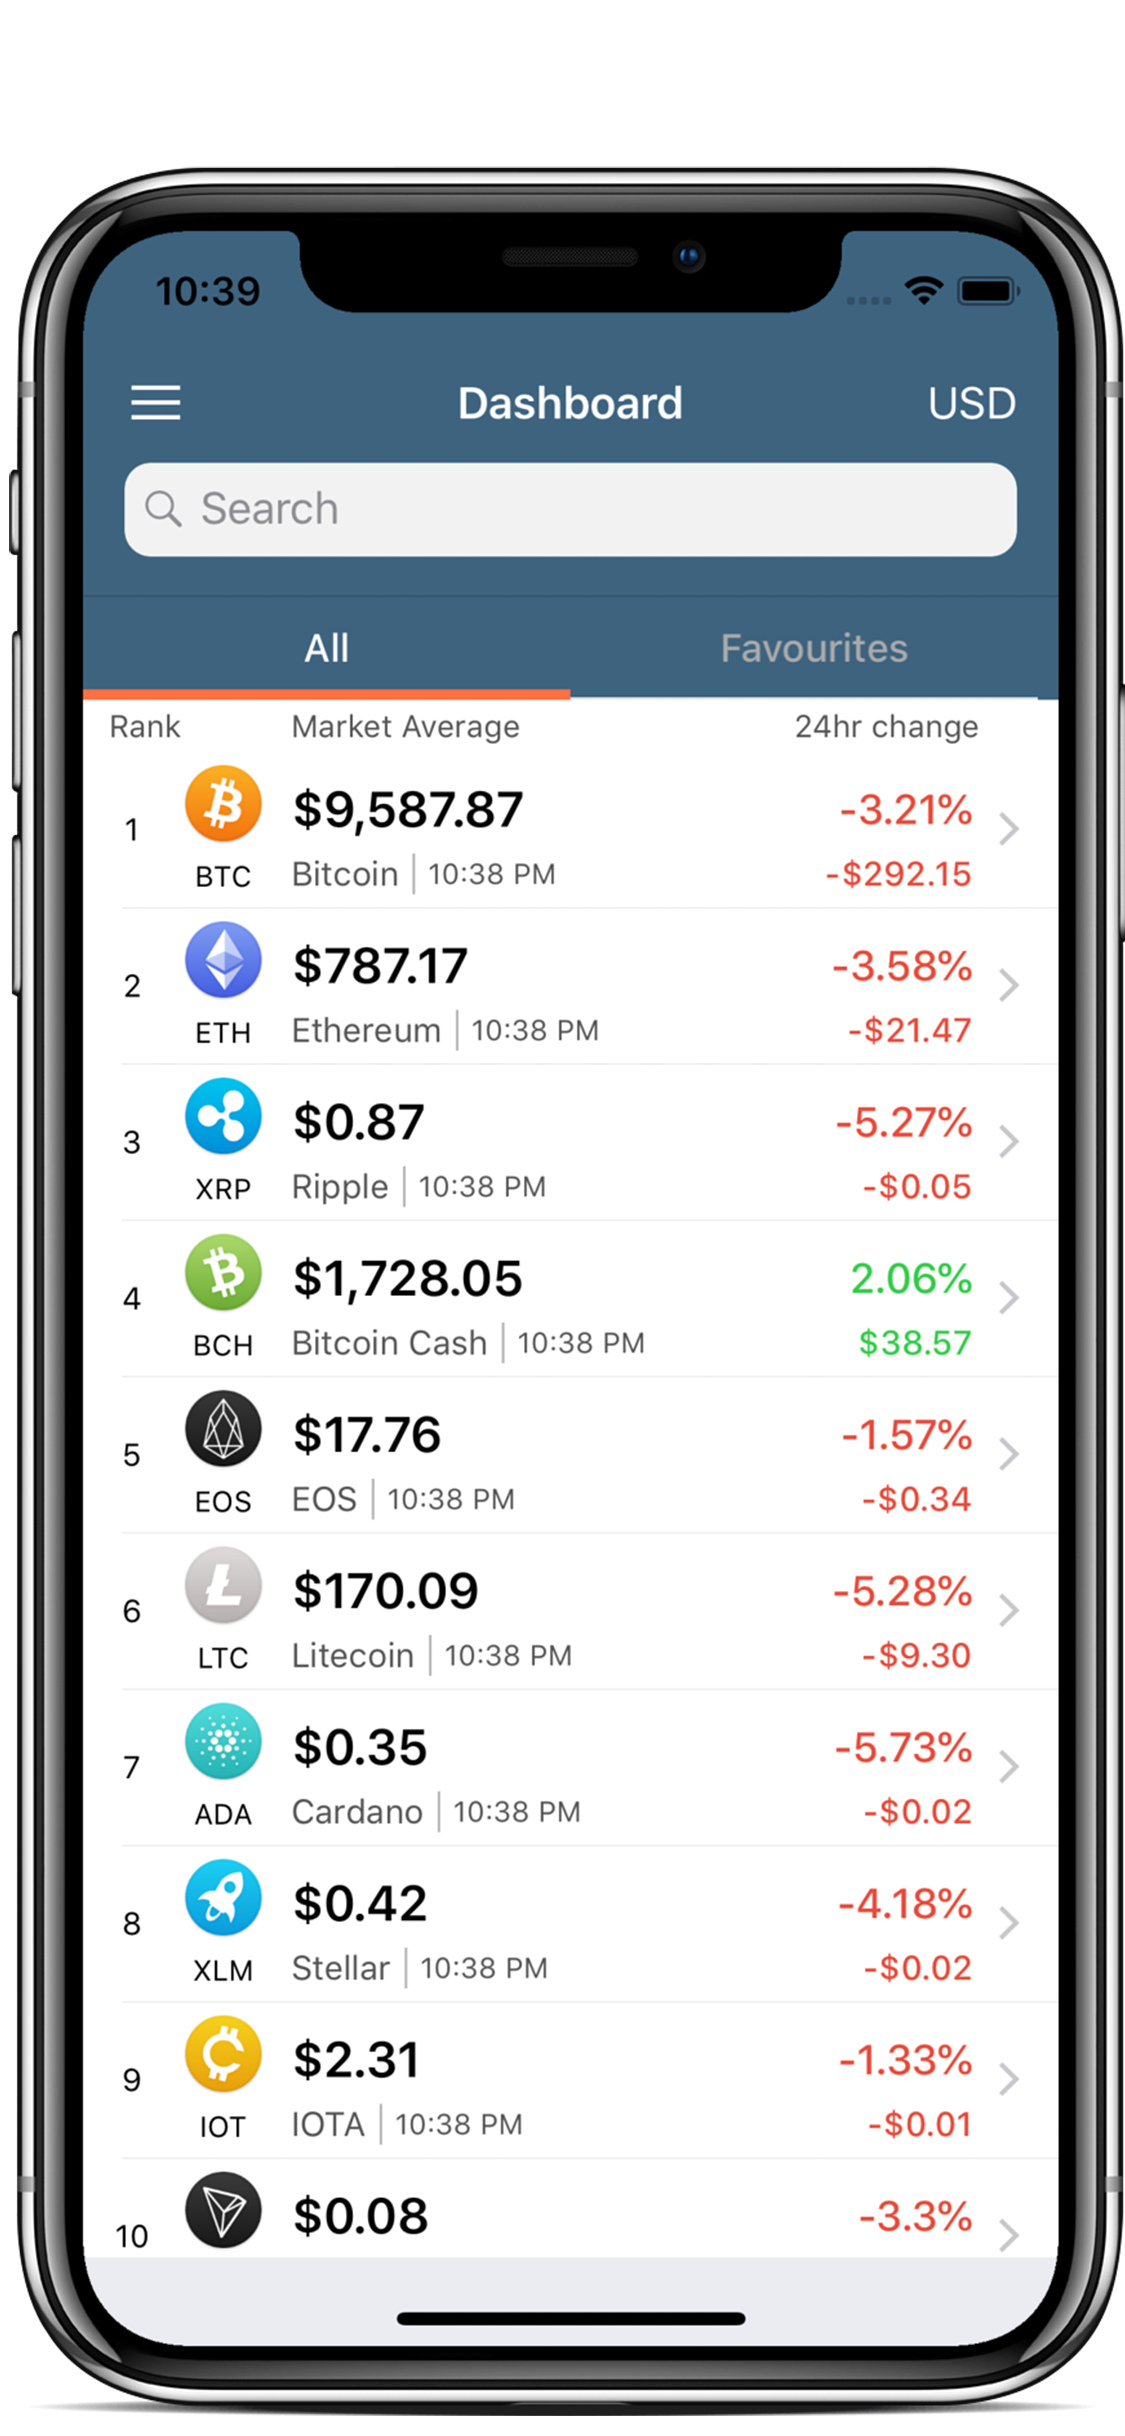 10:39
Dashboard USD
Search
All Favourites
Rank Market Average 24hr change
1 $9,587.87 -3.21%
BTC Bitcoin | 10:38 PM -$292.15
2 $787.17 -3.58%
ETH Ethereum | 10:38 PM -$21.47
3 $0.87 -5.27%
XRP Ripple | 10:38 PM -$0.05
4 $1,728.05 2.06%
BCH Bitcoin Cash | 10:38 PM $38.57
5 $17.76 -1.57%
EOS EOS | 10:38 PM -$0.34
6 $170.09 -5.28%
LTC Litecoin | 10:38 PM -$9.30
7 $0.35 -5.73%
ADA Cardano | 10:38 PM -$0.02
8 $0.42 -4.18%
XLM Stellar | 10:38 PM -$0.02
9 $2.31 -1.33%
IOT IOTA | 10:38 PM -$0.01
10 $0.08 -3.3%